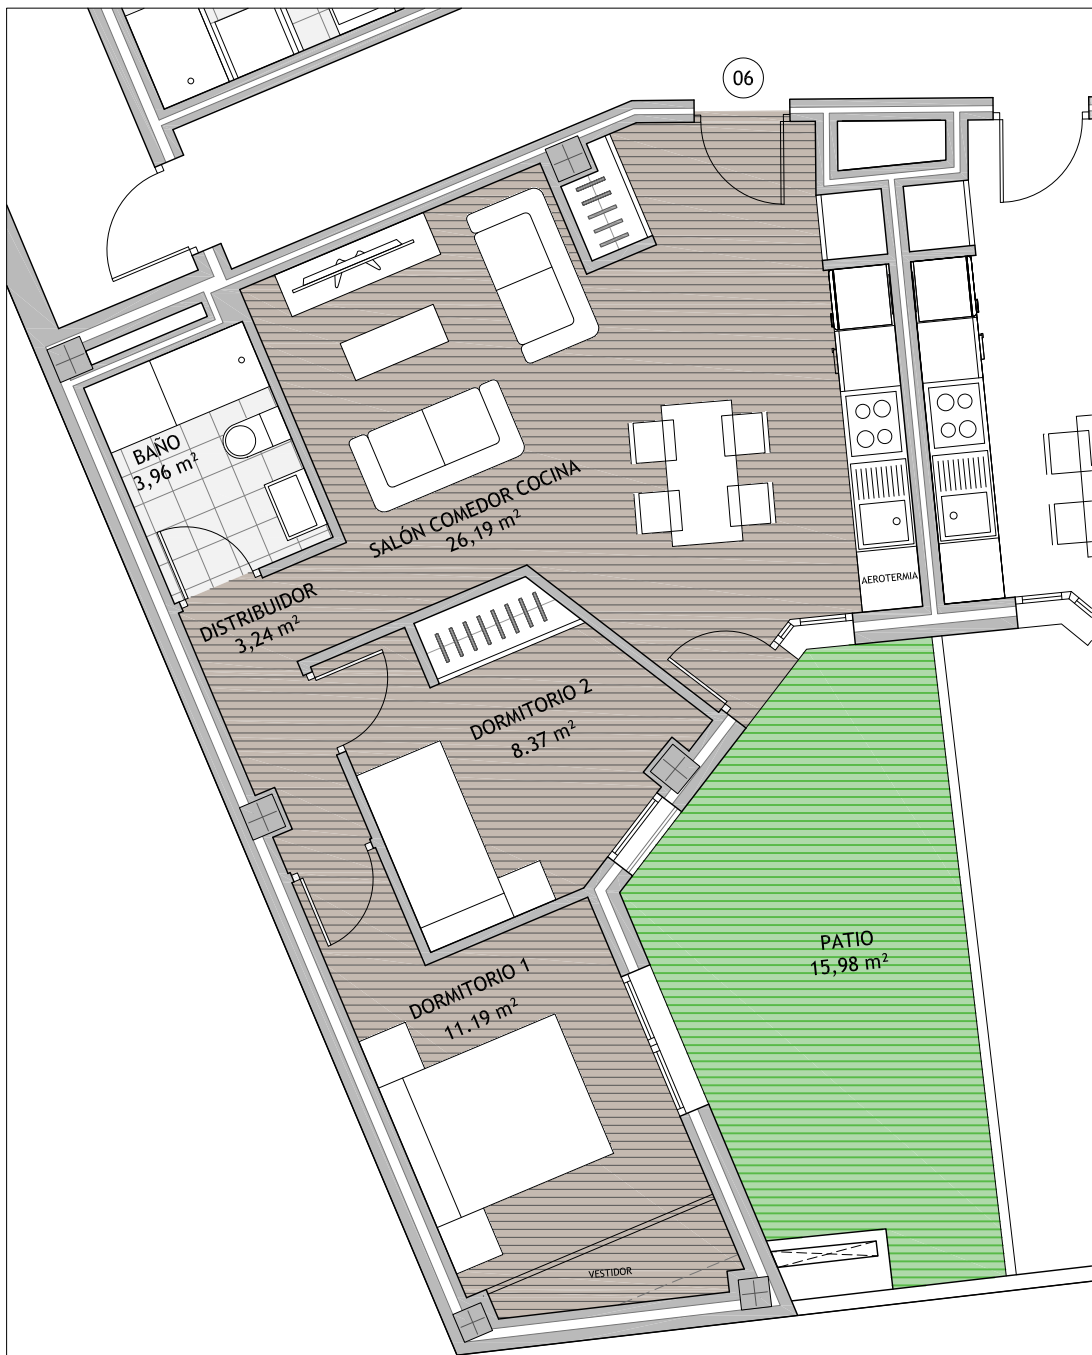 06
BAÑO
3,96 m²
SALÓN COMEDOR COCINA
26,19 m²
AEROTERMIA
DISTRIBUIDOR
3,24 m²
DORMITORIO 2
8.37 m²
PATIO
15,98 m²
DORMITORIO 1
11.19 m²
VESTIDOR